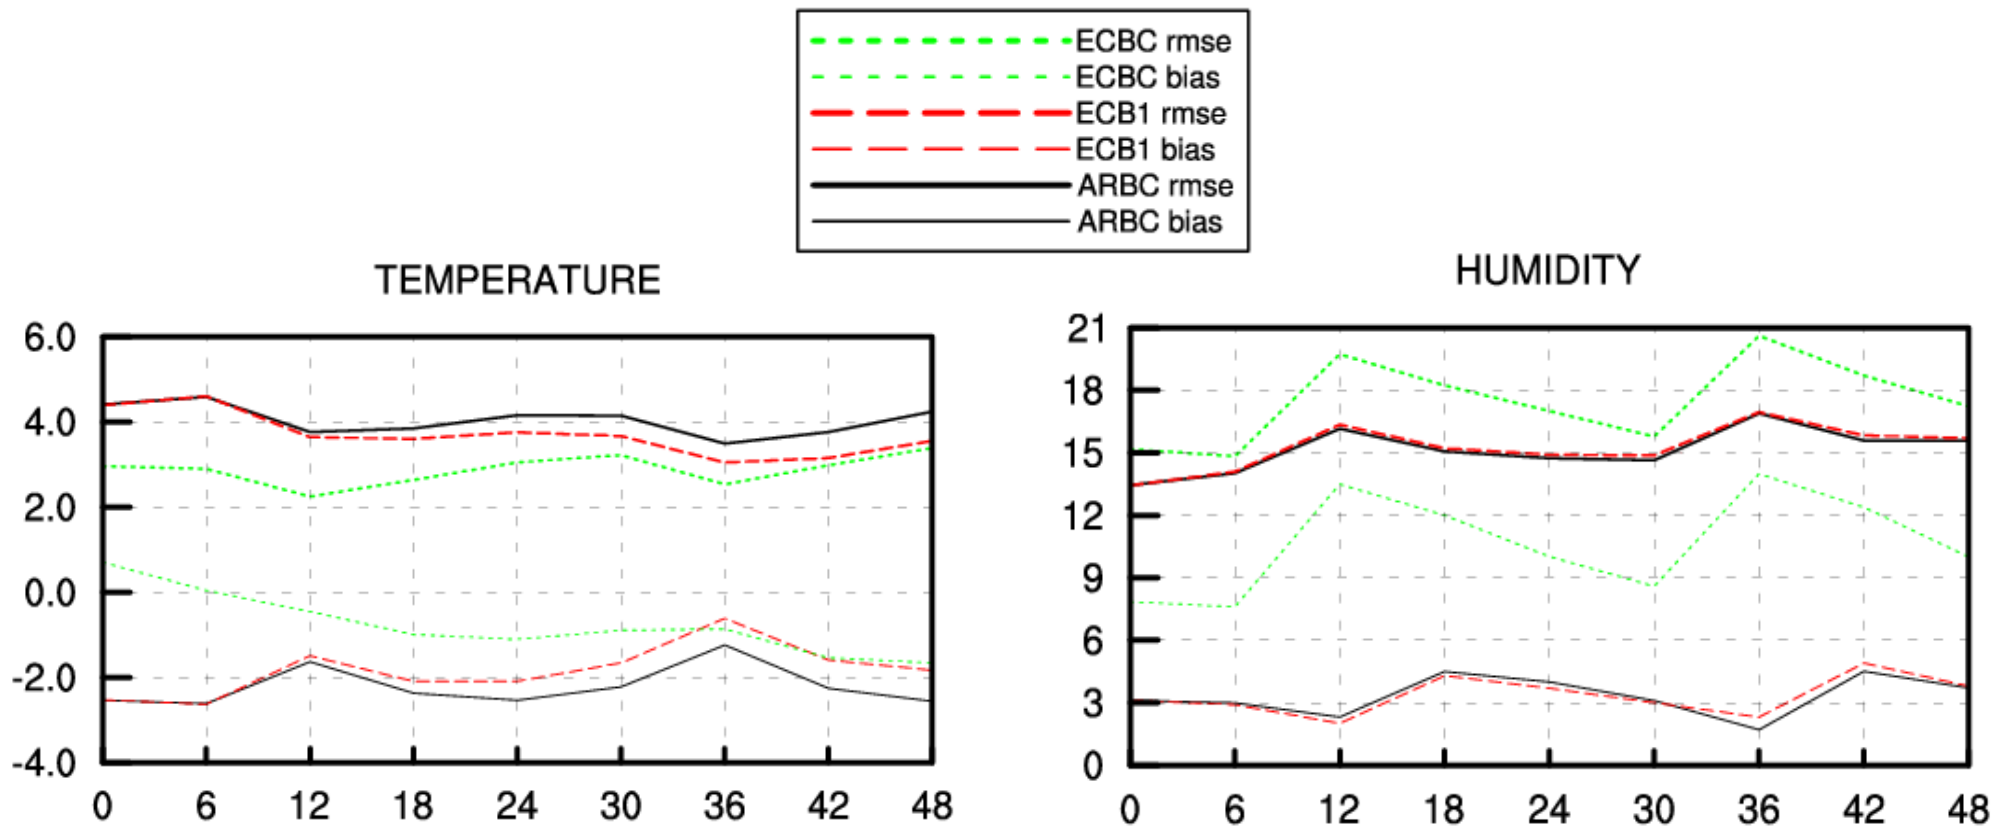 ECBC rmse
ECBC bias
ECB1 rmse
ECB1 bias
ARBC rmse
ARBC bias
TEMPERATURE
6.0
4.0
2.0
0.0
-2.0
-4.0
0 6 12 18 24 30 36 42 48
HUMIDITY
21
18
15
12
9
6
3
0
0 6 12 18 24 30 36 42 48